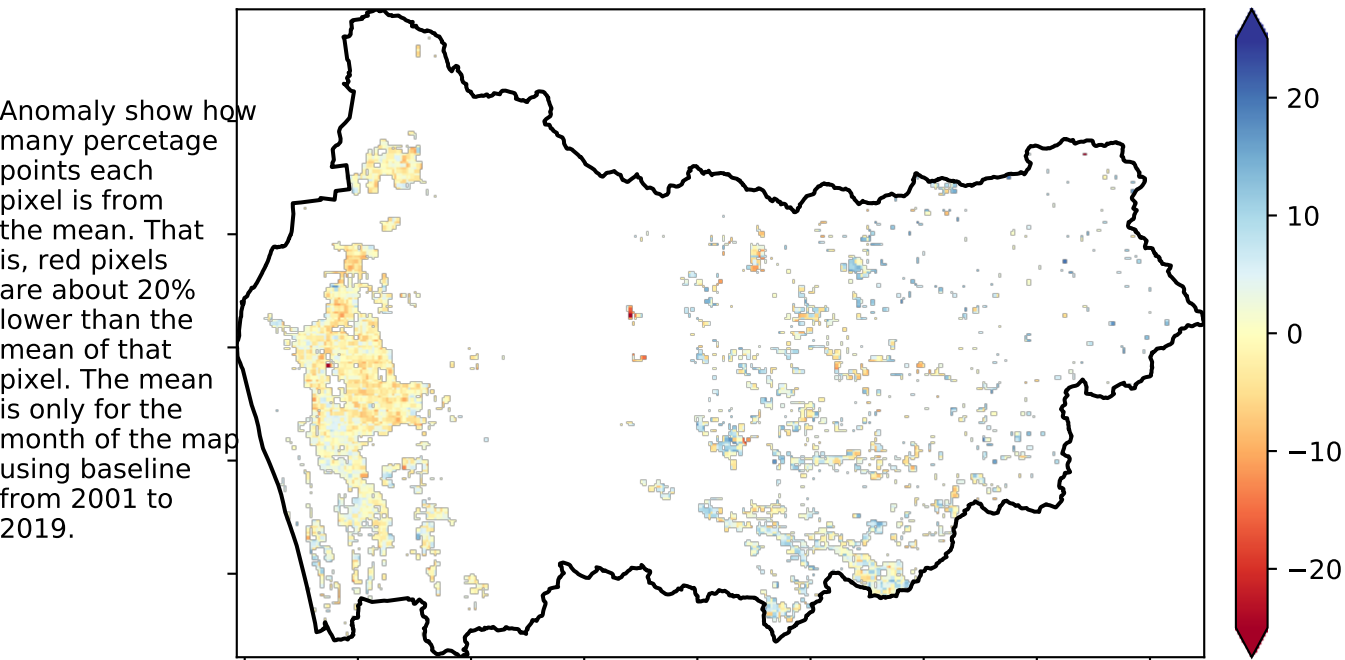 Anomaly show how
many percetage
points each
pixel is from
the mean. That
is, red pixels
are about 20%
lower than the
mean of that
pixel. The mean
is only for the
month of the map
using baseline
from 2001 to
2019.
20
10
0
−10
−20